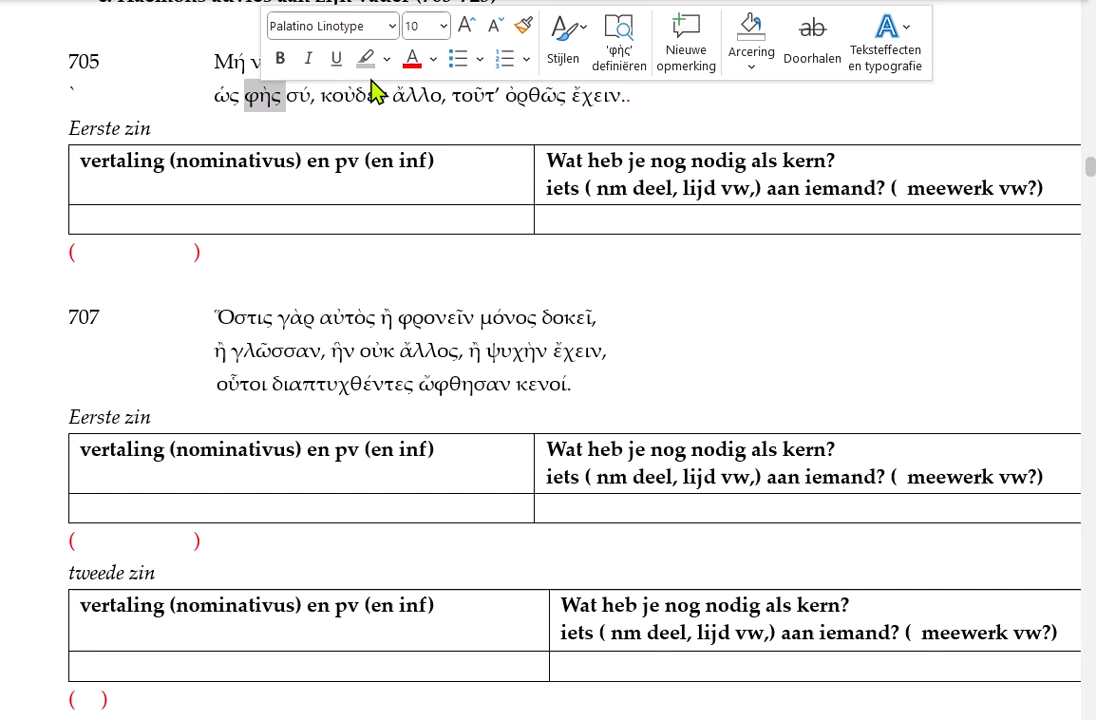 Palatino Linotype 10 A A Stijlen 'φὴς' definiëren Nieuwe opmerking Arcering ab Doorhalen A Teksteffecten en typografie
B I U A
705 Μή ν
` ὡς φὴς σύ, κοὐδὲ ἄλλο, τοῦτ’ ὀρθῶς ἔχειν..
Eerste zin
vertaling (nominativus) en pv (en inf) Wat heb je nog nodig als kern?
iets ( nm deel, lijd vw,) aan iemand? ( meewerk vw?)
( )
707 Ὅστις γὰρ αὐτὸς ἢ φρονεῖν μόνος δοκεῖ,
ἢ γλῶσσαν, ἣν οὐκ ἄλλος, ἢ ψυχὴν ἔχειν,
οὗτοι διαπτυχθέντες ὤφθησαν κενοί.
Eerste zin
vertaling (nominativus) en pv (en inf) Wat heb je nog nodig als kern?
iets ( nm deel, lijd vw,) aan iemand? ( meewerk vw?)
( )
tweede zin
vertaling (nominativus) en pv (en inf) Wat heb je nog nodig als kern?
iets ( nm deel, lijd vw,) aan iemand? ( meewerk vw?)
( )